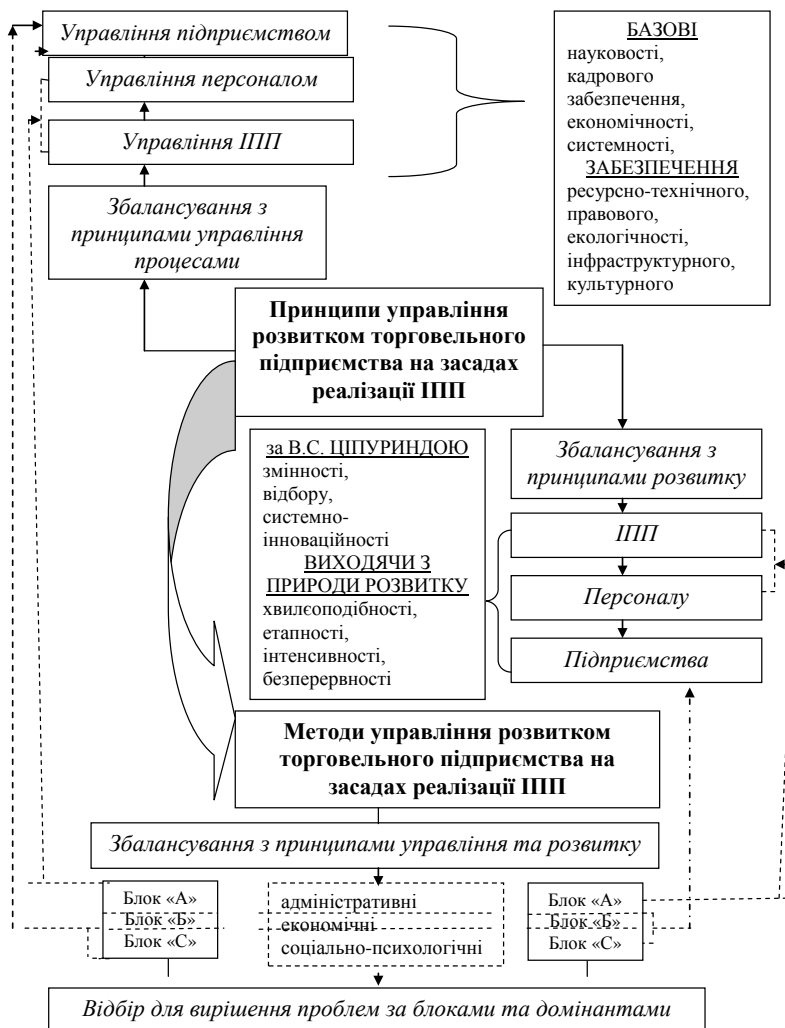 Управління підприємством
Управління персоналом
Управління ІПП
Збалансування з
принципами управління
процесами
БАЗОВІ
науковості,
кадрового
забезпечення,
економічності,
системності,
ЗАБЕЗПЕЧЕННЯ
ресурсно-технічного,
правового,
екологічності,
інфраструктурного,
культурного
Принципи управління
розвитком торговельного
підприємства на засадах
реалізації ІПП
за В.С. ЦІПУРИНДОЮ
змінності,
відбору,
системно-
інноваційності
ВИХОДЯЧИ З
ПРИРОДИ РОЗВИТКУ
хвилєоподібності,
етапності,
інтенсивності,
безперервності
Збалансування з
принципами розвитку
ІПП
Персоналу
Підприємства
Методи управління розвитком
торговельного підприємства на
засадах реалізації ІПП
Збалансування з принципами управління та розвитку
Блок «А»
Блок «Б»
Блок «С»
адміністративні
економічні
соціально-психологічні
Блок «А»
Блок «Б»
Блок «С»
Відбір для вирішення проблем за блоками та домінантами